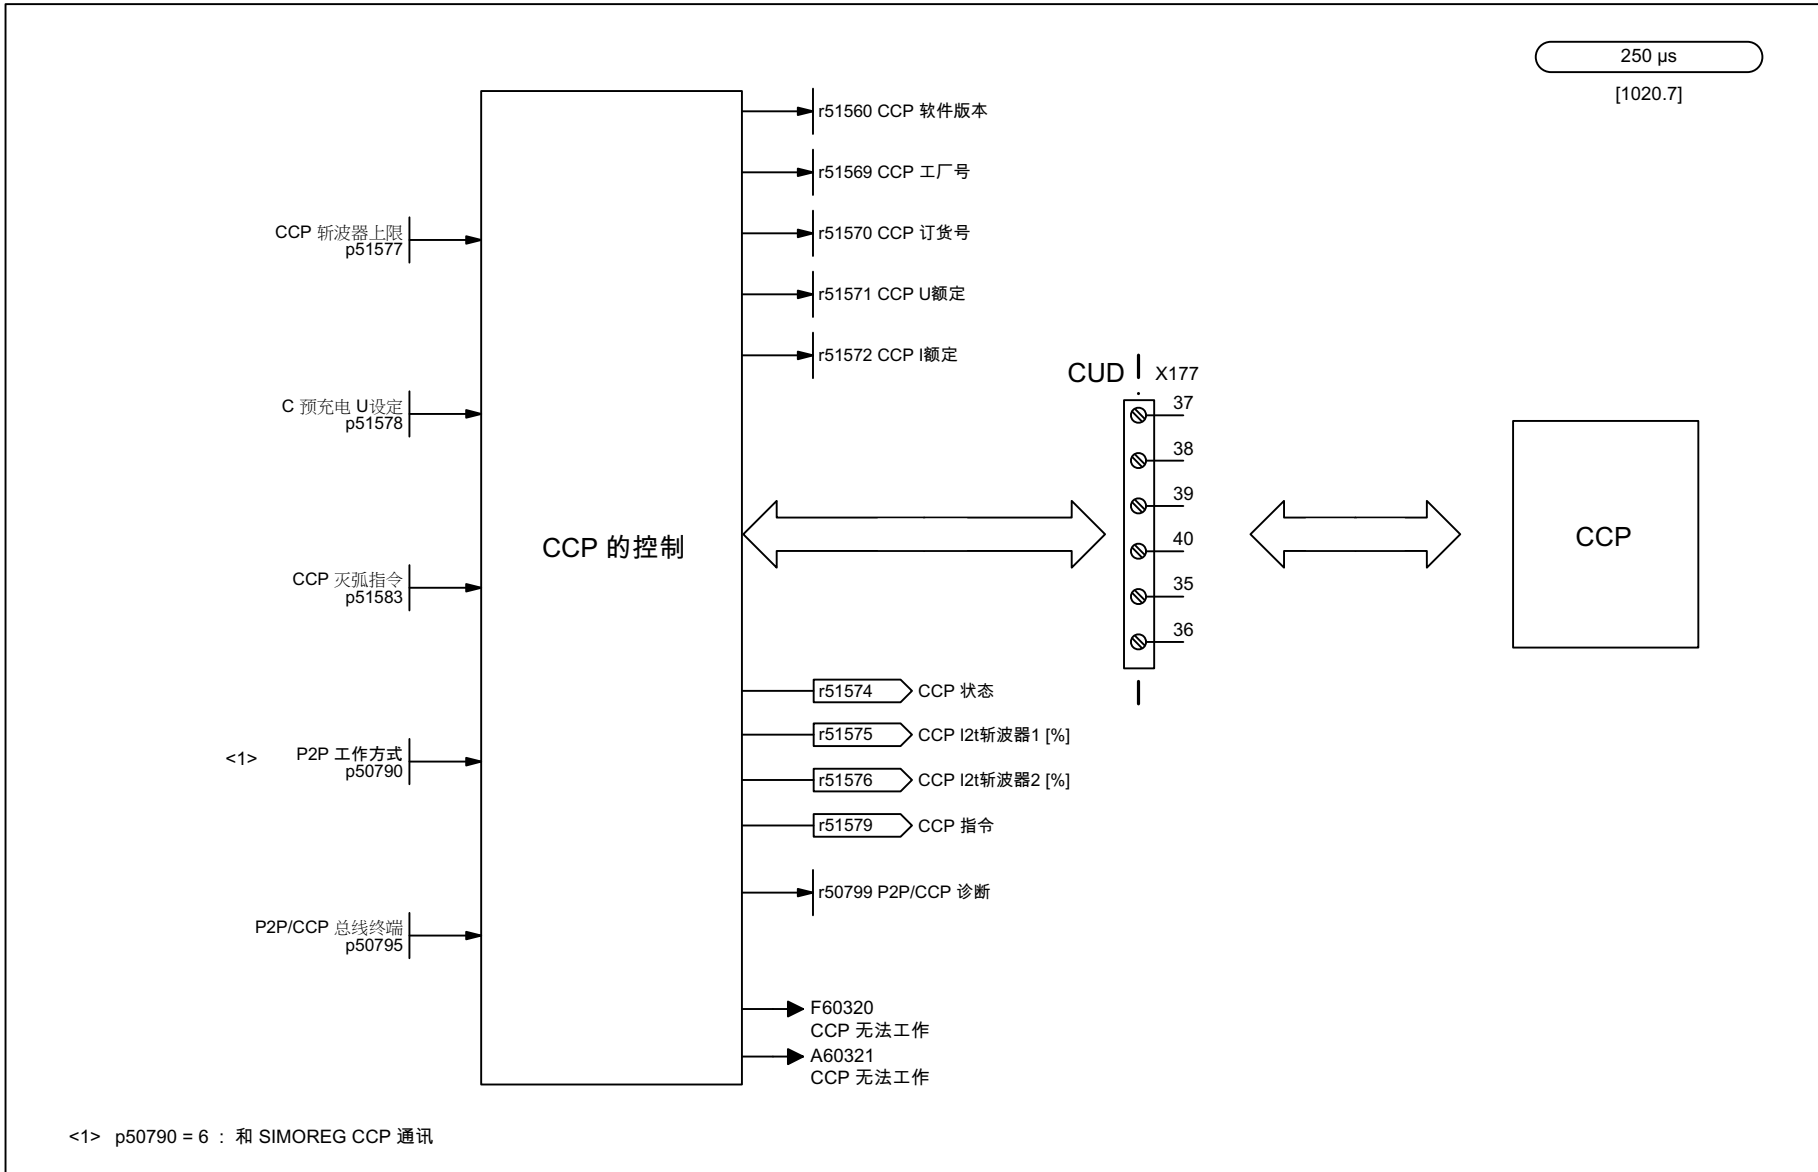 250 µs
[1020.7]
r51560 CCP 软件版本
r51569 CCP 工厂号
r51570 CCP 订货号
r51571 CCP U额定
r51572 CCP I额定
CCP 斩波器上限
p51577
C 预充电 U设定
p51578
CCP 灭弧指令
p51583
<1> P2P 工作方式
p50790
P2P/CCP 总线终端
p50795
CCP 的控制
CUD X177
37
38
39
40
35
36
CCP
r51574 CCP 状态
r51575 CCP I2t斩波器1 [%]
r51576 CCP I2t斩波器2 [%]
r51579 CCP 指令
r50799 P2P/CCP 诊断
F60320
CCP 无法工作
A60321
CCP 无法工作
<1> p50790 = 6 : 和 SIMOREG CCP 通讯